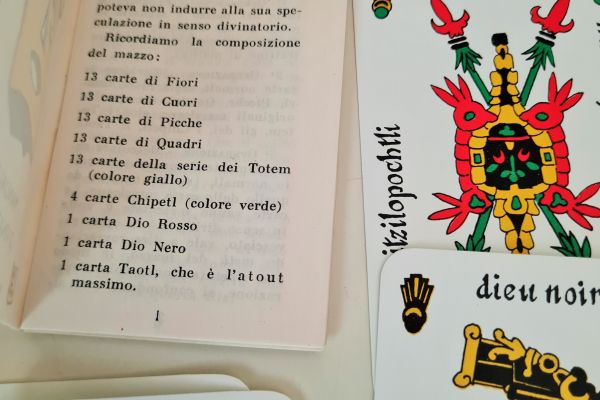 poteva non indurre alla sua spe-
culazione in senso divinatorio.
Ricordiamo la composizione
del mazzo:
13 carte di Fiori
13 carte di Cuori
13 carte di Picche
13 carte di Quadri
13 carte della serie dei Totem
(colore giallo)
4 carte Chipetl (colore verde)
1 carta Dio Rosso
1 carta Dio Nero
1 carta Taotl, che è l'atout
massimo.
1
itzilopochtli
dieu noir